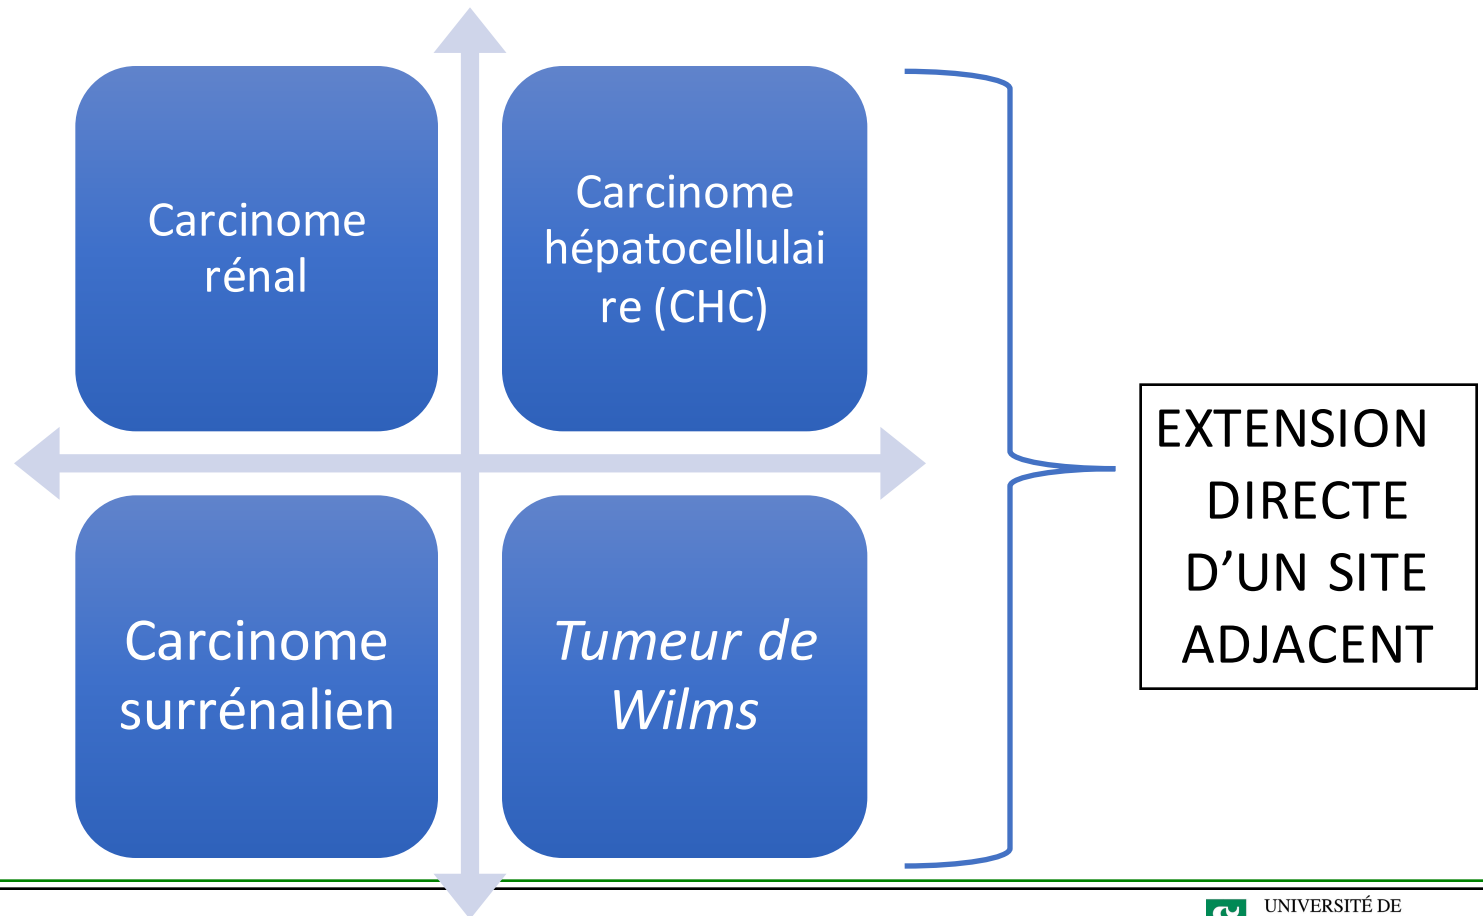 Carcinome
rénal
Carcinome
hépatocellulai
re (CHC)
Carcinome
surrénalien
Tumeur de
Wilms
EXTENSION
DIRECTE
D’UN SITE
ADJACENT
UNIVERSITÉ DE